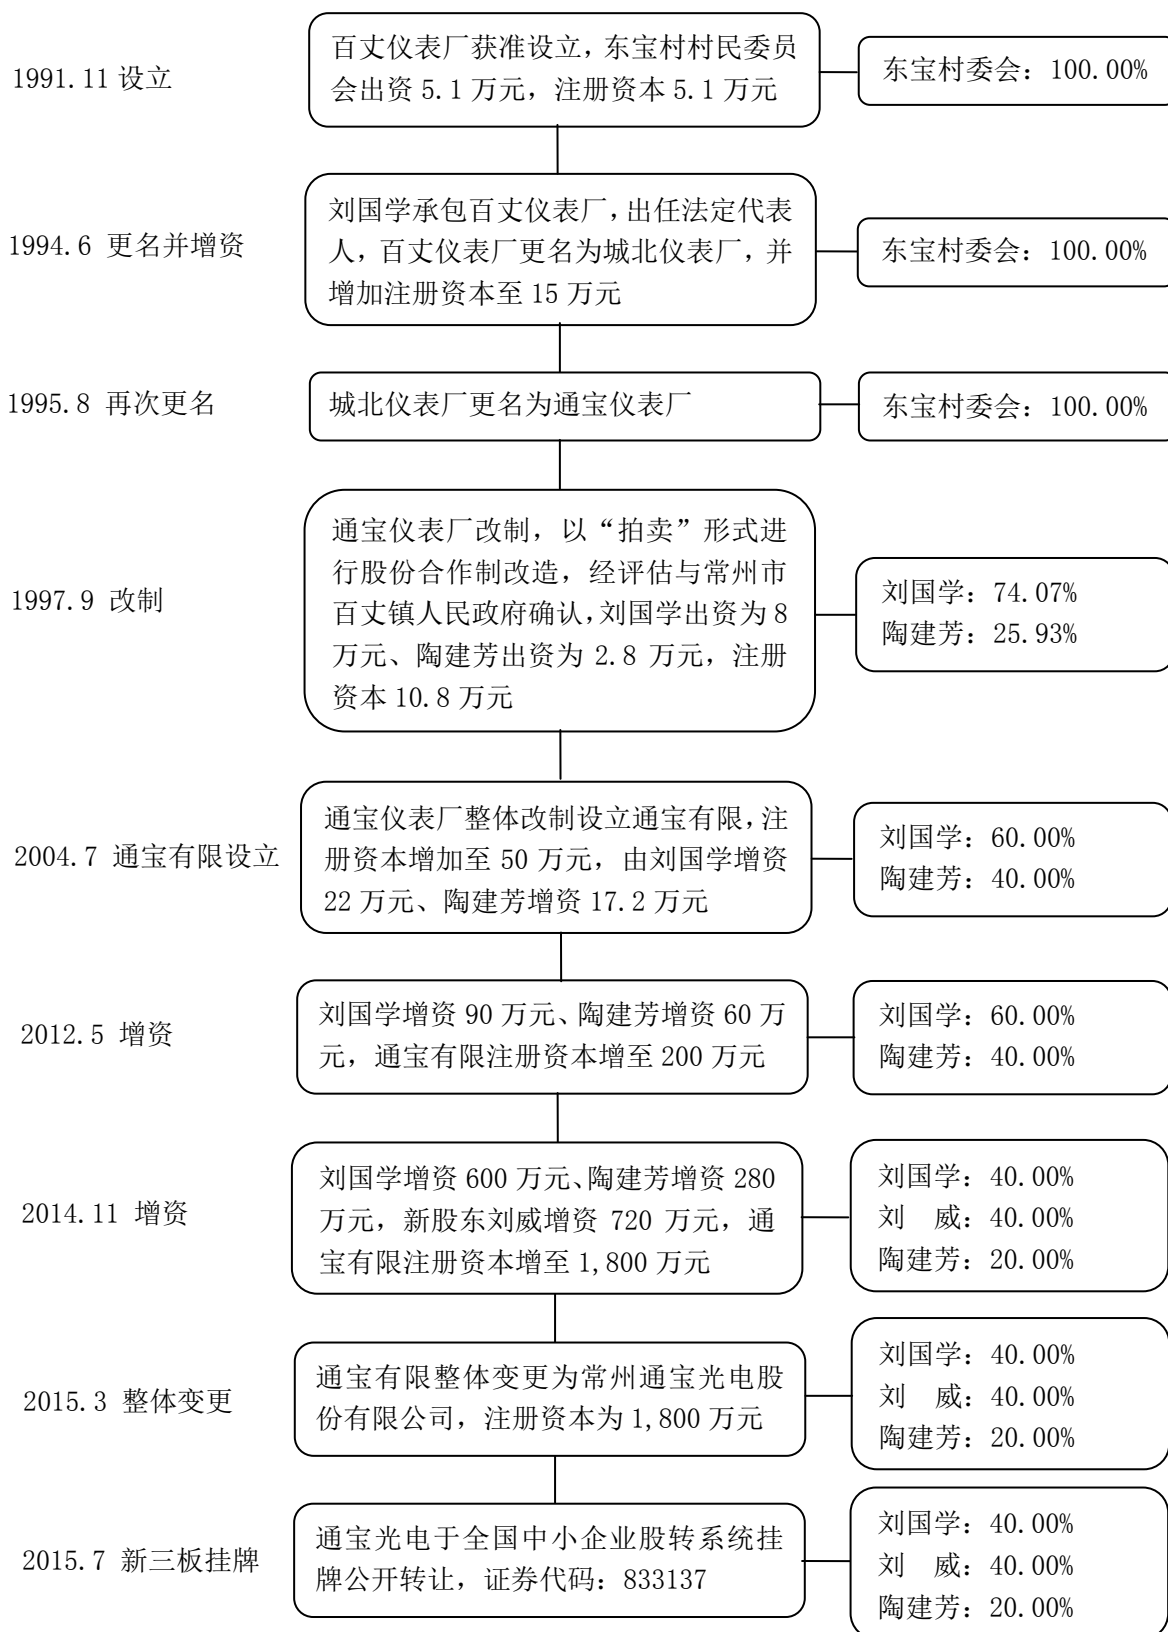 1991.11 设立
百丈仪表厂获准设立，东宝村村民委员
会出资 5.1 万元，注册资本 5.1 万元
东宝村委会：100.00%
1994.6 更名并增资
刘国学承包百丈仪表厂，出任法定代表
人，百丈仪表厂更名为城北仪表厂，并
增加注册资本至 15 万元
东宝村委会：100.00%
1995.8 再次更名
城北仪表厂更名为通宝仪表厂
东宝村委会：100.00%
1997.9 改制
通宝仪表厂改制，以“拍卖”形式进
行股份合作制改造，经评估与常州市
百丈镇人民政府确认，刘国学出资为 8
万元、陶建芳出资为 2.8 万元，注册
资本 10.8 万元
刘国学：74.07%
陶建芳：25.93%
2004.7 通宝有限设立
通宝仪表厂整体改制设立通宝有限，注
册资本增加至 50 万元，由刘国学增资
22 万元、陶建芳增资 17.2 万元
刘国学：60.00%
陶建芳：40.00%
2012.5 增资
刘国学增资 90 万元、陶建芳增资 60 万
元，通宝有限注册资本增至 200 万元
刘国学：60.00%
陶建芳：40.00%
2014.11 增资
刘国学增资 600 万元、陶建芳增资 280
万元，新股东刘威增资 720 万元，通
宝有限注册资本增至 1,800 万元
刘国学：40.00%
刘　威：40.00%
陶建芳：20.00%
2015.3 整体变更
通宝有限整体变更为常州通宝光电股
份有限公司，注册资本为 1,800 万元
刘国学：40.00%
刘　威：40.00%
陶建芳：20.00%
2015.7 新三板挂牌
通宝光电于全国中小企业股转系统挂
牌公开转让，证券代码：833137
刘国学：40.00%
刘　威：40.00%
陶建芳：20.00%